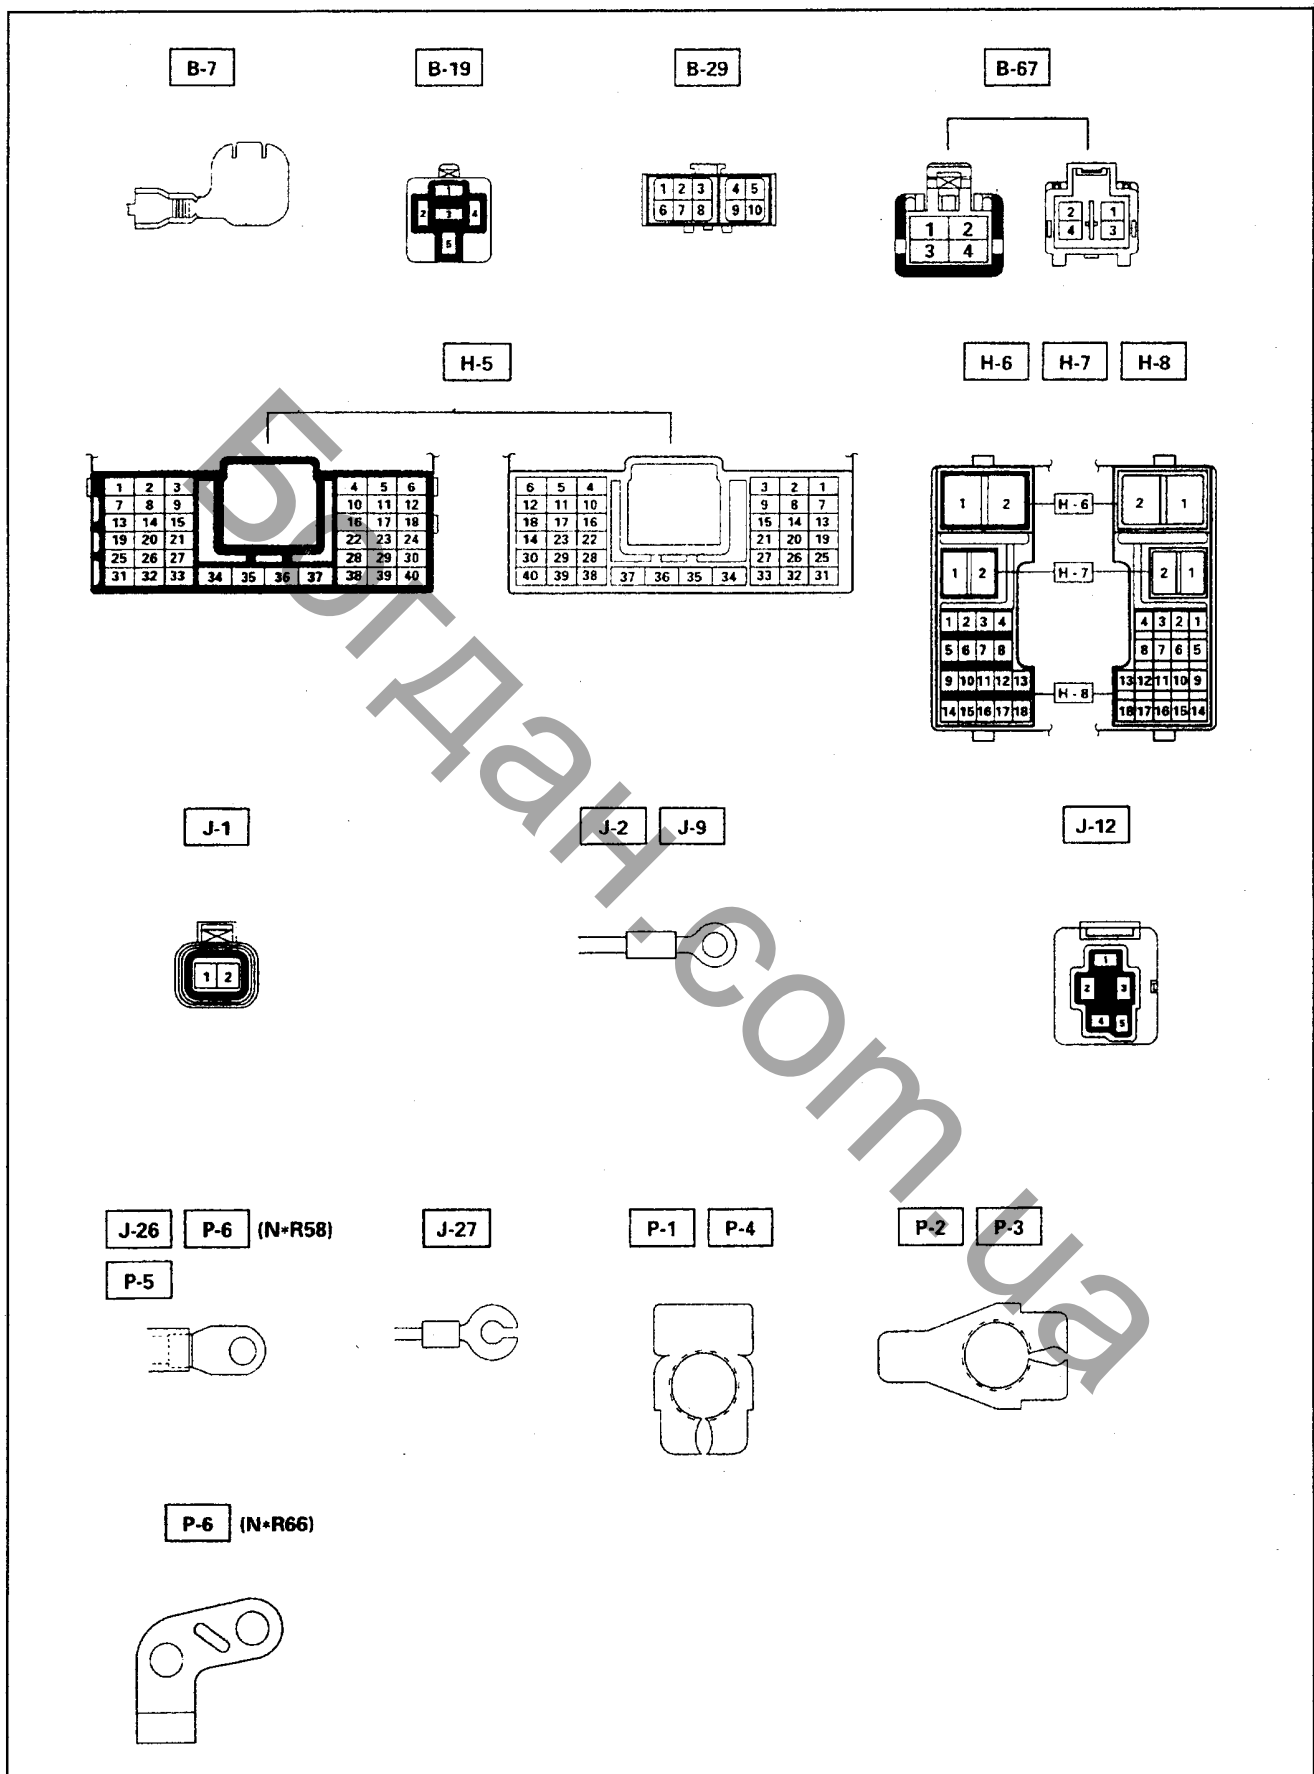 B-7 B-19 B-29 B-67
1
2 3 4
5
1 2 3 4 5
6 7 8 9 10
1 2
3 4
2 1
4 3
H-5 H-6 H-7 H-8
1 2 3 4 5 6
7 8 9 10 11 12
13 14 15 16 17 18
19 20 21 22 23 24
25 26 27 28 29 30
31 32 33 34 35 36 37 38 39 40
6 5 4 3 2 1
12 11 10 9 8 7
18 17 16 15 14 13
14 23 22 21 20 19
30 29 28 27 26 25
40 39 38 37 36 35 34 33 32 31
1 2 H-6 2 1
1 2 H-7 2 1
1 2 3 4 4 3 2 1
5 6 7 8 8 7 6 5
9 10 11 12 13 13 12 11 10 9
H-8
14 15 16 17 18 18 17 16 15 14
J-1 J-2 J-9 J-12
1 2
1
2 3
4 5
J-26 P-6 (N*R58) J-27 P-1 P-4 P-2 P-3
P-5
P-6 (N*R66)
Богдан.com.ua